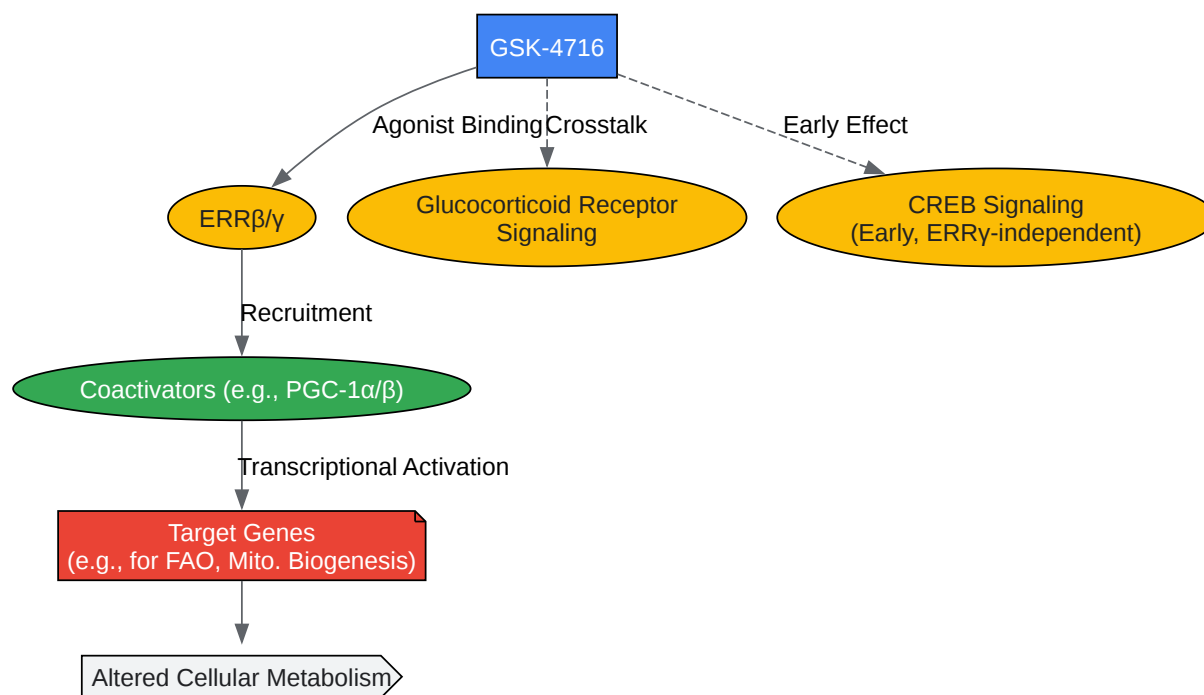 GSK-4716
Agonist Binding
Crosstalk
Early Effect
ERRβ/γ
Glucocorticoid Receptor
Signaling
CREB Signaling
(Early, ERRγ-independent)
Recruitment
Coactivators (e.g., PGC-1α/β)
Transcriptional Activation
Target Genes
(e.g., for FAO, Mito. Biogenesis)
Altered Cellular Metabolism